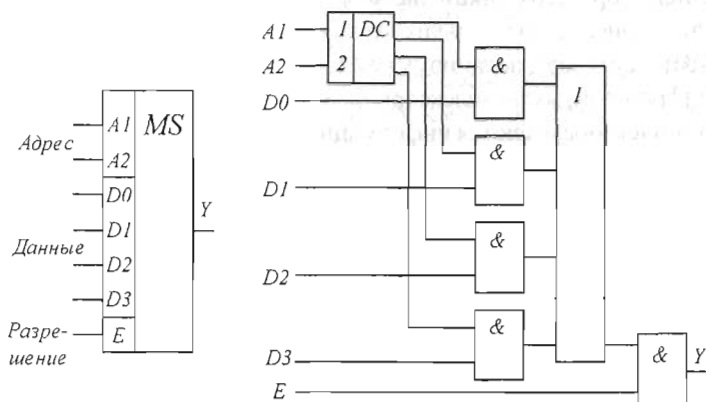 Адрес
Данные
Разре-
шение
A1
A2
D0
D1
D2
D3
E
MS
Y
A1
A2
D0
D1
D2
D3
E
1
2
DC
&
&
&
&
1
&
Y